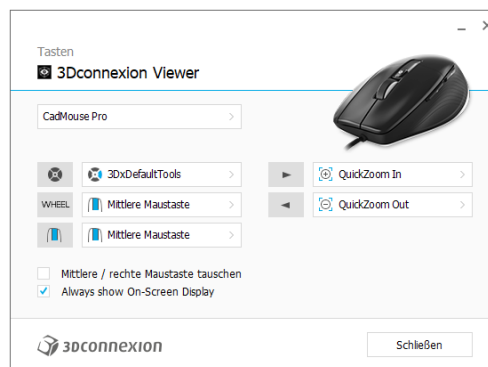 Tasten
3Dconnexion Viewer
CadMouse Pro
3DxDefaultTools
QuickZoom In
WHEEL
Mittlere Maustaste
QuickZoom Out
Mittlere Maustaste
Mittlere / rechte Maustaste tauschen
Always show On-Screen Display
3DCONNEXION
Schließen